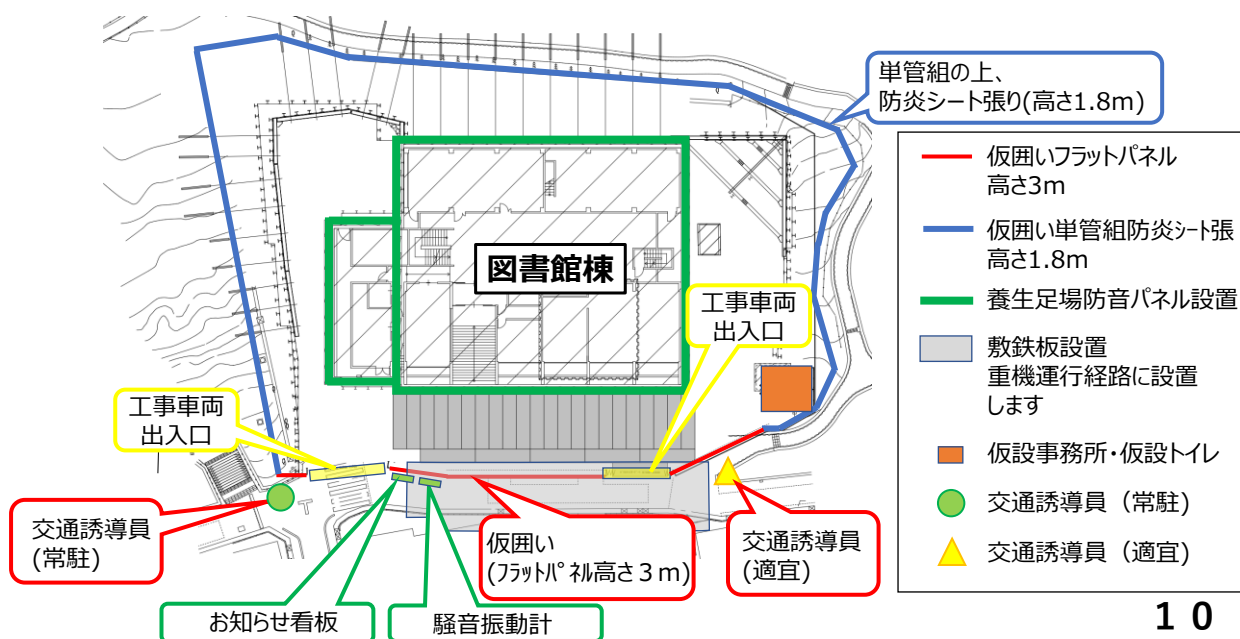 単管組の上、
防炎シート張り(高さ1.8m)
仮囲いフラットパネル
高さ3m
仮囲い単管組防炎シート張
高さ1.8m
養生足場防音パネル設置
敷鉄板設置
重機運行経路に設置
します
仮設事務所・仮設トイレ
交通誘導員（常駐)
交通誘導員（適宜)
図書館棟
工事車両
出入口
工事車両
出入口
交通誘導員
(常駐)
仮囲い
(フラットパネル高さ３ｍ)
交通誘導員
(適宜)
お知らせ看板
騒音振動計
１０